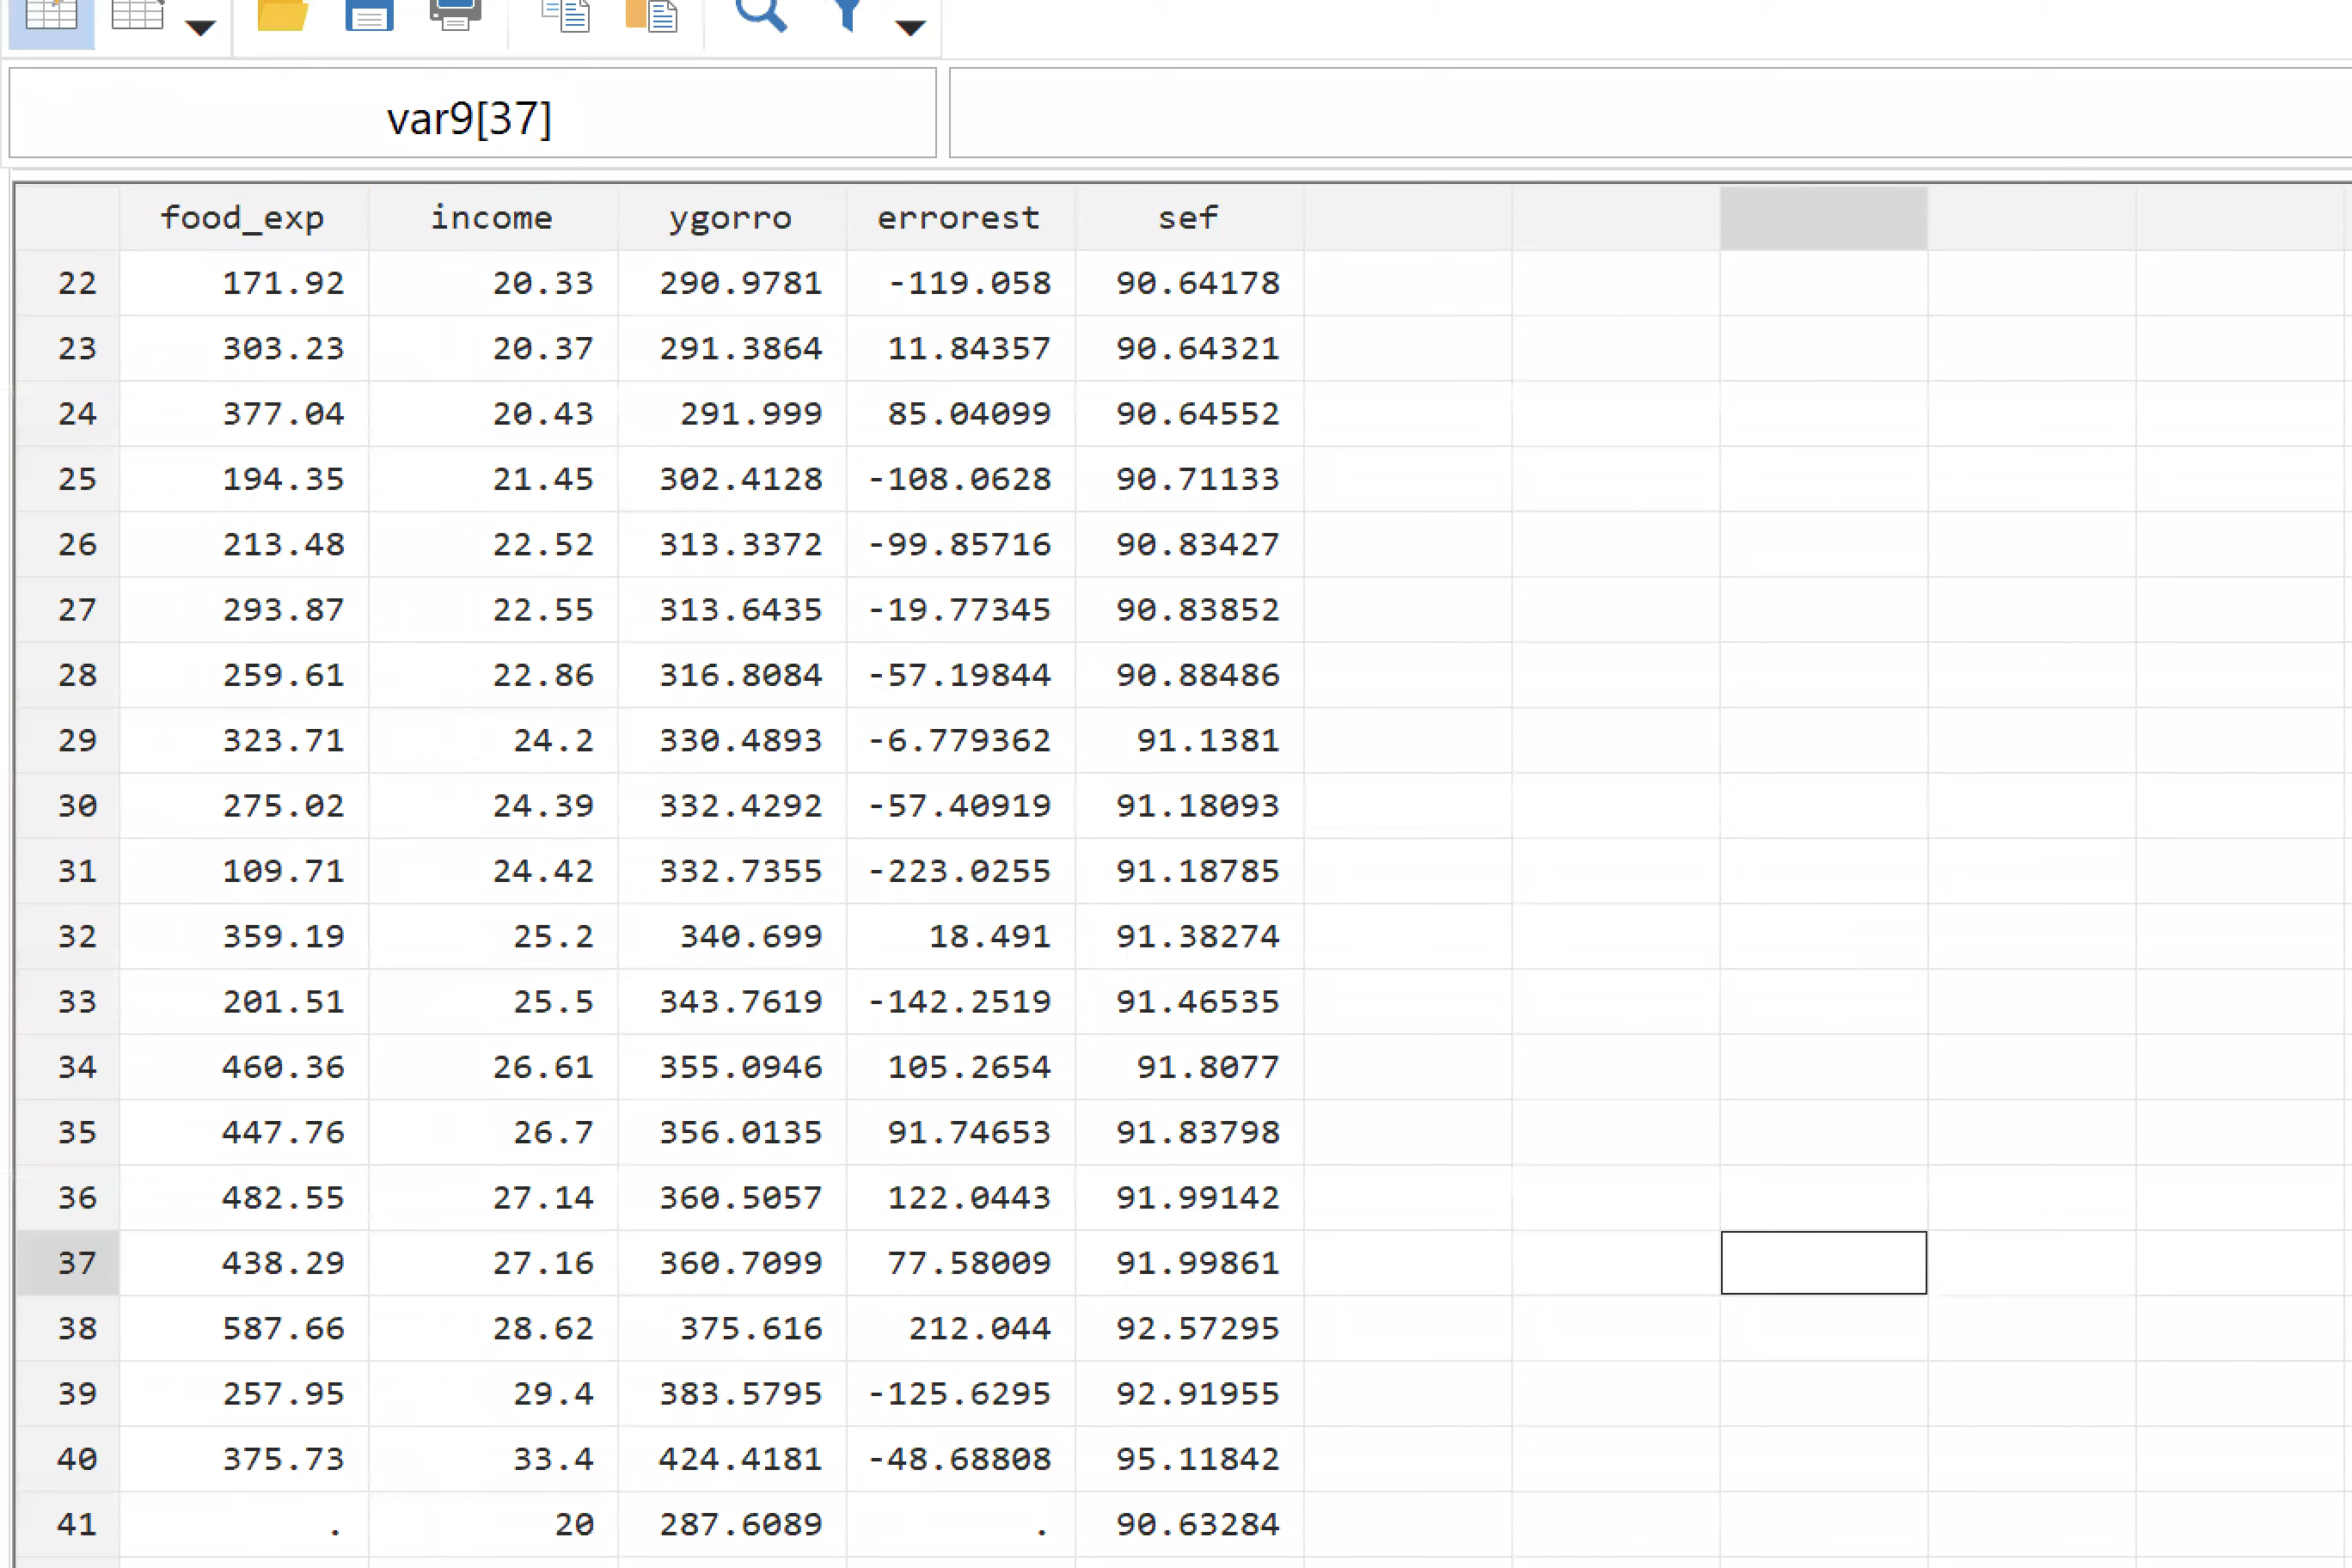 var9[37]
food_exp income ygorro errorest sef
22 171.92 20.33 290.9781 -119.058 90.64178
23 303.23 20.37 291.3864 11.84357 90.64321
24 377.04 20.43 291.999 85.04099 90.64552
25 194.35 21.45 302.4128 -108.0628 90.71133
26 213.48 22.52 313.3372 -99.85716 90.83427
27 293.87 22.55 313.6435 -19.77345 90.83852
28 259.61 22.86 316.8084 -57.19844 90.88486
29 323.71 24.2 330.4893 -6.779362 91.1381
30 275.02 24.39 332.4292 -57.40919 91.18093
31 109.71 24.42 332.7355 -223.0255 91.18785
32 359.19 25.2 340.699 18.491 91.38274
33 201.51 25.5 343.7619 -142.2519 91.46535
34 460.36 26.61 355.0946 105.2654 91.8077
35 447.76 26.7 356.0135 91.74653 91.83798
36 482.55 27.14 360.5057 122.0443 91.99142
37 438.29 27.16 360.7099 77.58009 91.99861
38 587.66 28.62 375.616 212.044 92.57295
39 257.95 29.4 383.5795 -125.6295 92.91955
40 375.73 33.4 424.4181 -48.68808 95.11842
41 . 20 287.6089 . 90.63284